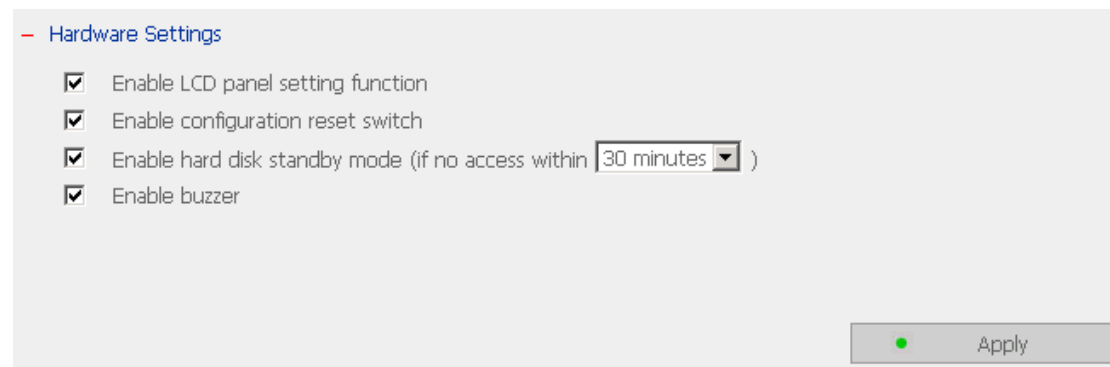 – Hardware Settings
Enable LCD panel setting function
Enable configuration reset switch
Enable hard disk standby mode (if no access within 30 minutes )
Enable buzzer
Apply